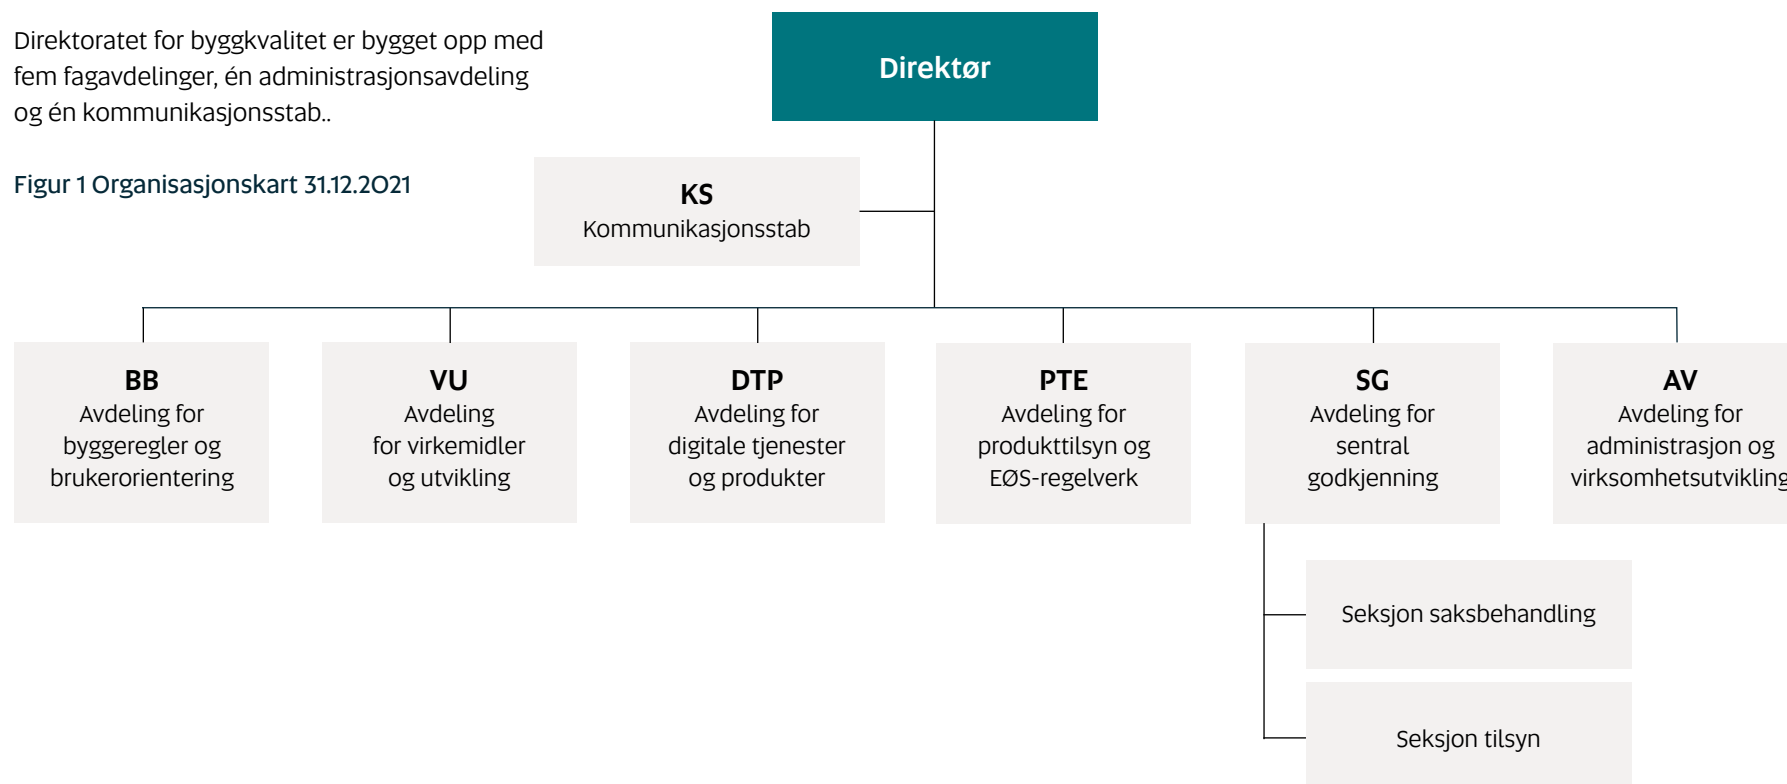 Direktoratet for byggkvalitet er bygget opp med
fem fagavdelinger, én administrasjonsavdeling
og én kommunikasjonsstab..
Figur 1 Organisasjonskart 31.12.2021
Direktør
KS
Kommunikasjonsstab
BB
Avdeling for
byggeregler og
brukerorientering
VU
Avdeling
for virkemidler
og utvikling
DTP
Avdeling for
digitale tjenester
og produkter
PTE
Avdeling for
produkttilsyn og
EØS-regelverk
SG
Avdeling for
sentral
godkjenning
AV
Avdeling for
administrasjon og
virksomhetsutvikling
Seksjon saksbehandling
Seksjon tilsyn